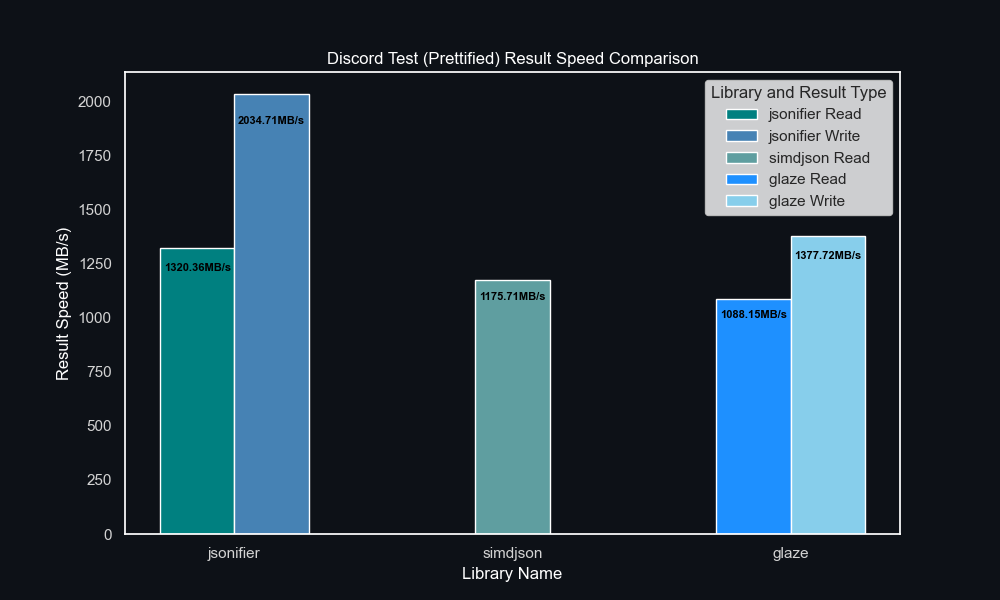 Discord Test (Prettified) Result Speed Comparison
Library and Result Type
jsonifier Read
jsonifier Write
simdjson Read
glaze Read
glaze Write
Result Speed (MB/s)
2000
1750
1500
1250
1000
750
500
250
0
1320.36MB/s
2034.71MB/s
1175.71MB/s
1088.15MB/s
1377.72MB/s
jsonifier
simdjson
glaze
Library Name